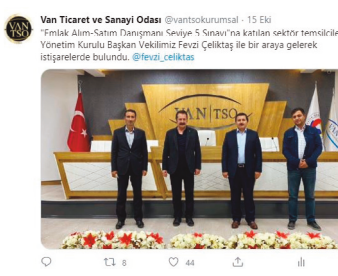 Van Ticaret ve Sanayi Odası @vantsokurumsal · 15 Eki
"Emlak Alım-Satım Danışmanı Seviye 5 Sınavı"na katılan sektör temsilcile
Yönetim Kurulu Başkan Vekilimiz Fevzi Çeliktaş ile bir araya gelerek
istişarelerde bulundu. @fevzi_celiktas
VAN
TSO
VAN TSO
8
44